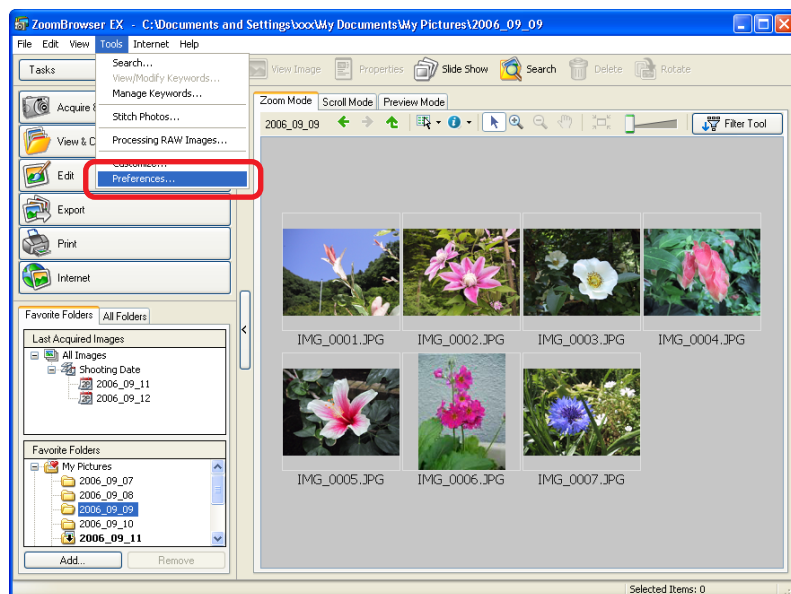 ZoomBrowser EX - C:\Documents and Settings\xxx\My Documents\My Pictures\2006_09_09
File Edit View Tools Internet Help
Tasks
Search...
View/Modify Keywords...
Manage Keywords...
Stitch Photos...
Processing RAW Images...
Customize...
Preferences...
View Image Properties Slide Show Search Delete Rotate
Acquire &
View & C
Edit
Export
Print
Internet
Zoom Mode Scroll Mode Preview Mode
2006_09_09
Filter Tool
IMG_0001.JPG IMG_0002.JPG IMG_0003.JPG IMG_0004.JPG
IMG_0005.JPG IMG_0006.JPG IMG_0007.JPG
Favorite Folders All Folders
Last Acquired Images
All Images
Shooting Date
2006_09_11
2006_09_12
Favorite Folders
My Pictures
2006_09_07
2006_09_08
2006_09_09
2006_09_10
2006_09_11
Add... Remove
Selected Items: 0